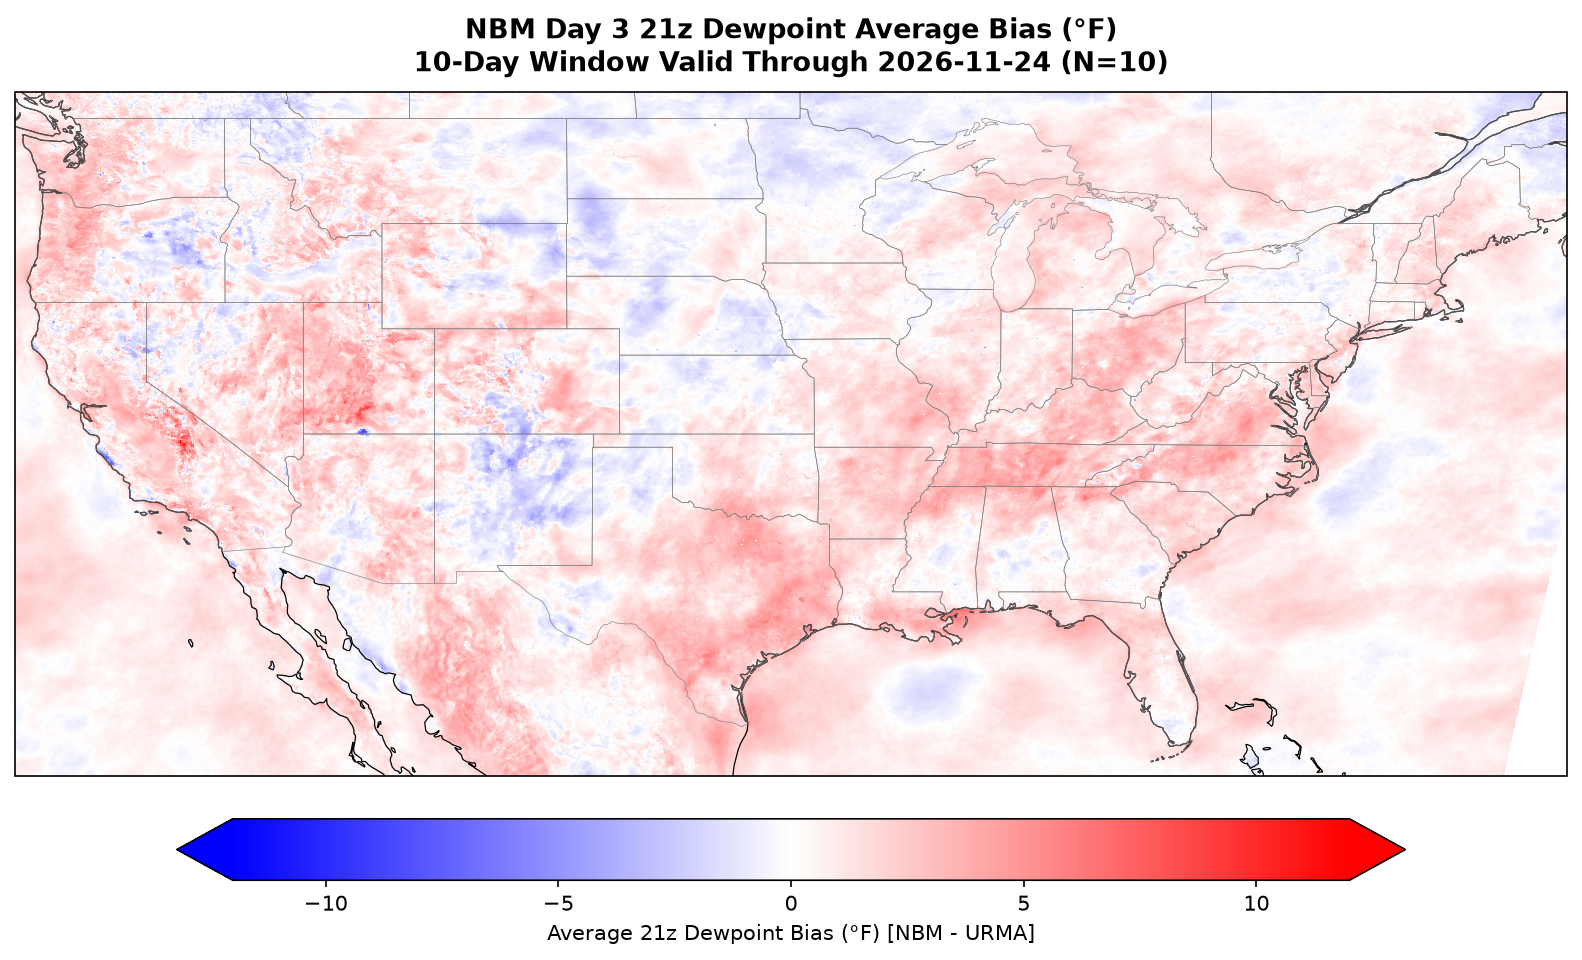 NBM Day 3 21z Dewpoint Average Bias (°F)
10-Day Window Valid Through 2026-11-24 (N=10)
−10 −5 0 5 10
Average 21z Dewpoint Bias (°F) [NBM - URMA]